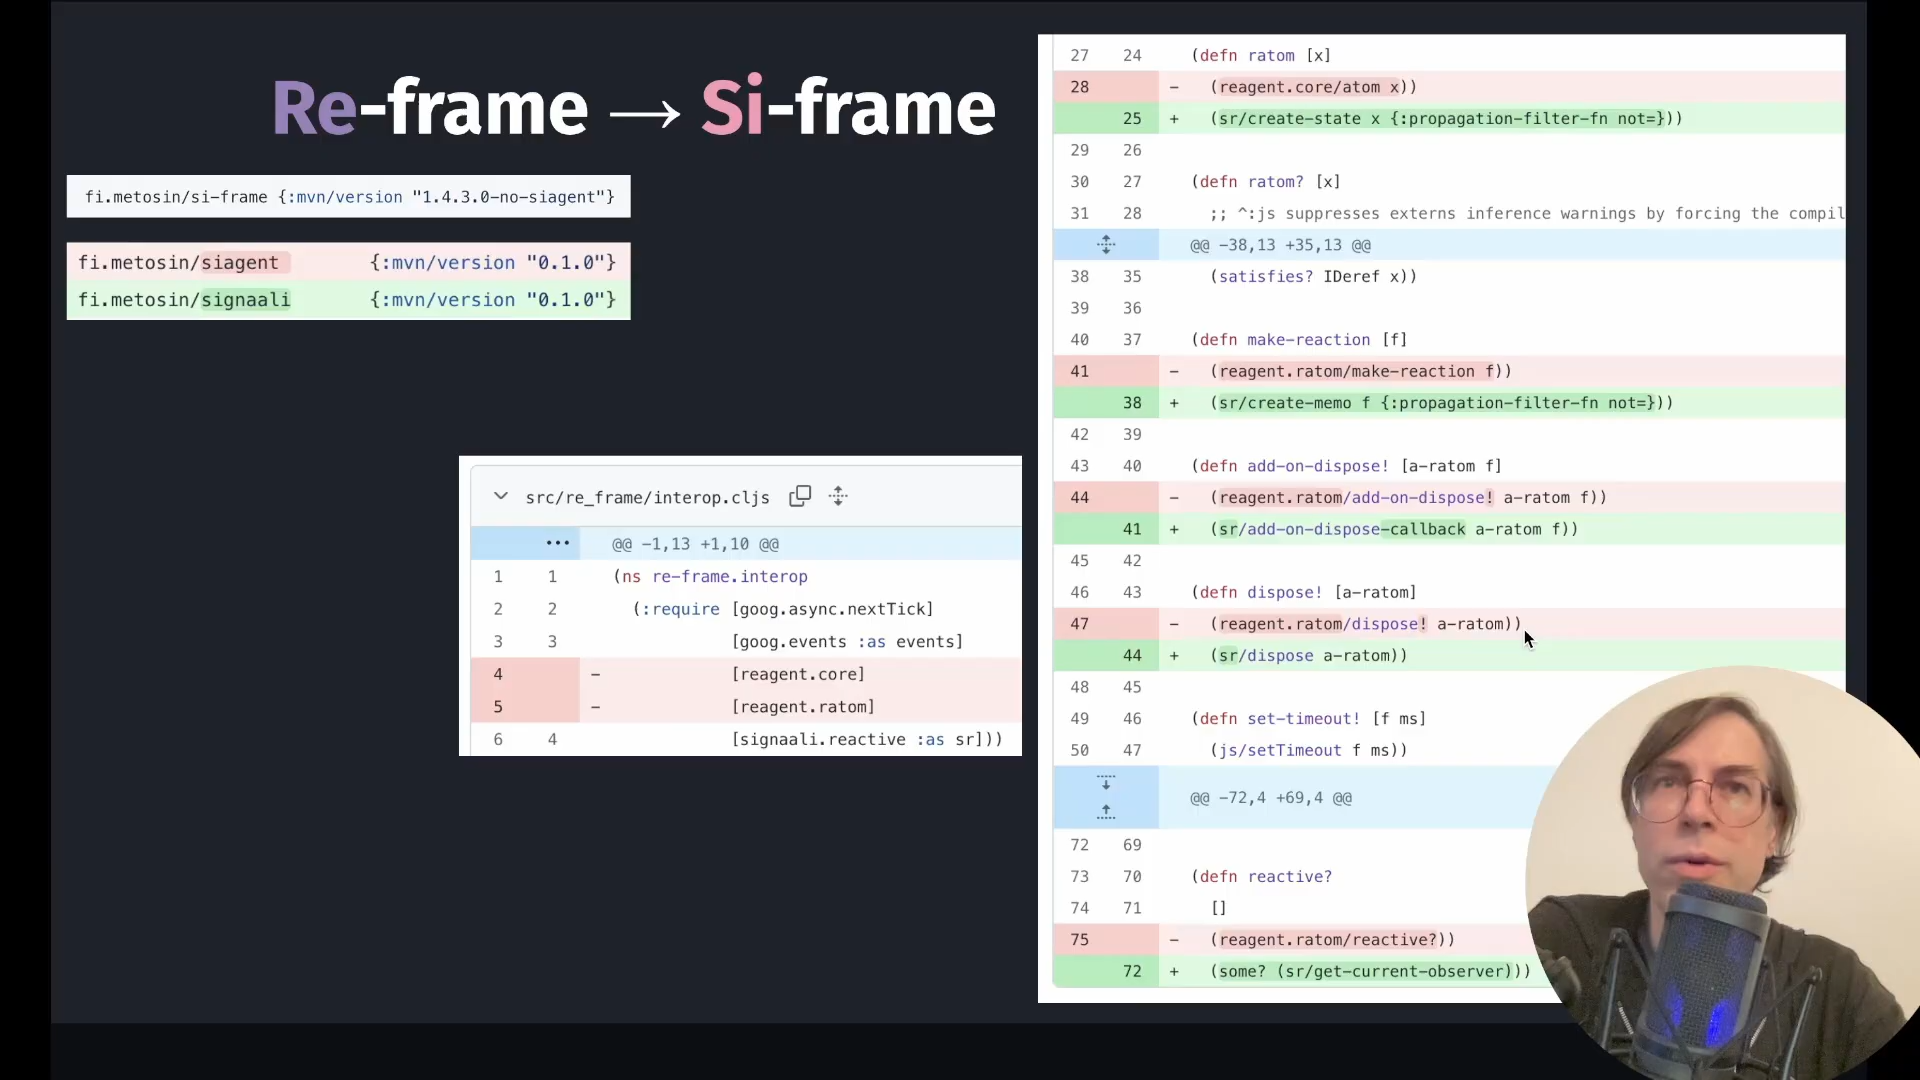 Re-frame → Si-frame
fi.metosin/si-frame {:mvn/version "1.4.3.0-no-siagent"}
fi.metosin/siagent {:mvn/version "0.1.0"}
fi.metosin/signaali {:mvn/version "0.1.0"}
src/re_frame/interop.cljs
... @@ -1,13 +1,10 @@
1 1 (ns re-frame.interop
2 2 (:require [goog.async.nextTick]
3 3 [goog.events :as events]
4 - [reagent.core]
5 - [reagent.ratom]
6 4 [signaali.reactive :as sr]))
27 24 (defn ratom [x]
28 - (reagent.core/atom x))
25 + (sr/create-state x {:propagation-filter-fn not=}))
29 26
30 27 (defn ratom? [x]
31 28 ;; ^:js suppresses externs inference warnings by forcing the compil
@@ -38,13 +35,13 @@
38 35 (satisfies? IDeref x))
39 36
40 37 (defn make-reaction [f]
41 - (reagent.ratom/make-reaction f))
38 + (sr/create-memo f {:propagation-filter-fn not=}))
42 39
43 40 (defn add-on-dispose! [a-ratom f]
44 - (reagent.ratom/add-on-dispose! a-ratom f))
41 + (sr/add-on-dispose-callback a-ratom f))
45 42
46 43 (defn dispose! [a-ratom]
47 - (reagent.ratom/dispose! a-ratom))
44 + (sr/dispose a-ratom))
48 45
49 46 (defn set-timeout! [f ms]
50 47 (js/setTimeout f ms))
@@ -72,4 +69,4 @@
72 69
73 70 (defn reactive?
74 71 []
75 - (reagent.ratom/reactive?))
72 + (some? (sr/get-current-observer)))